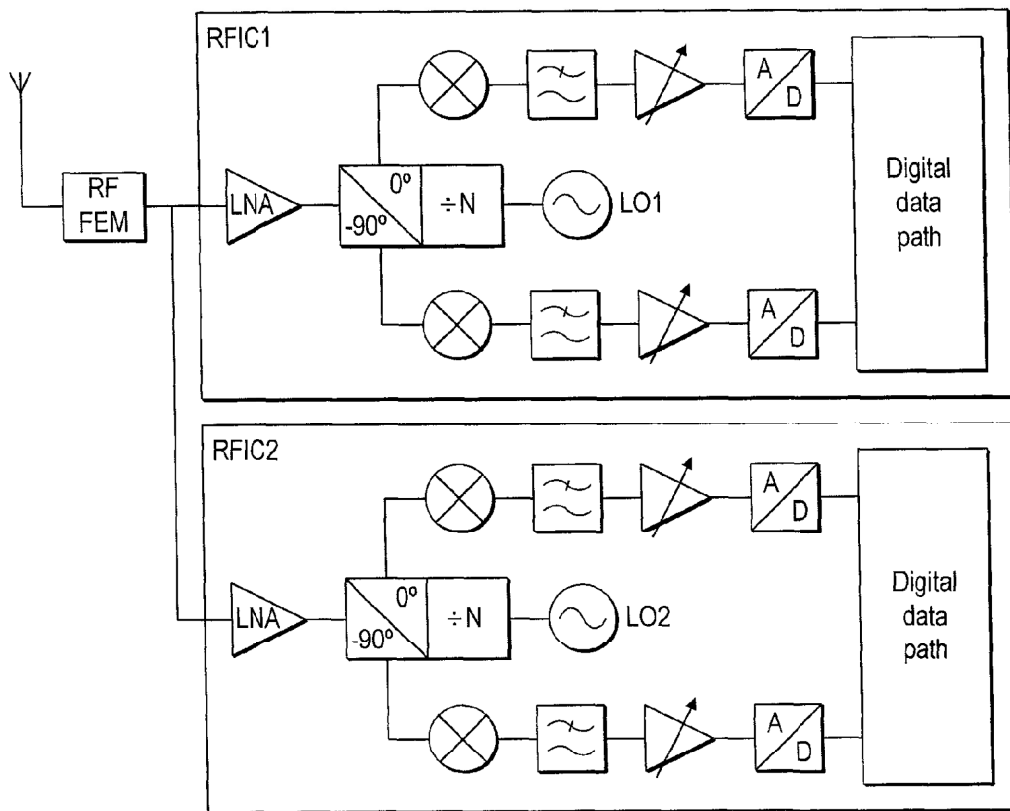 RFIC1
RF
FEM
LNA
0º
-90º
÷N
LO1
A
D
A
D
Digital
data
path
RFIC2
LNA
0º
-90º
÷N
LO2
A
D
A
D
Digital
data
path